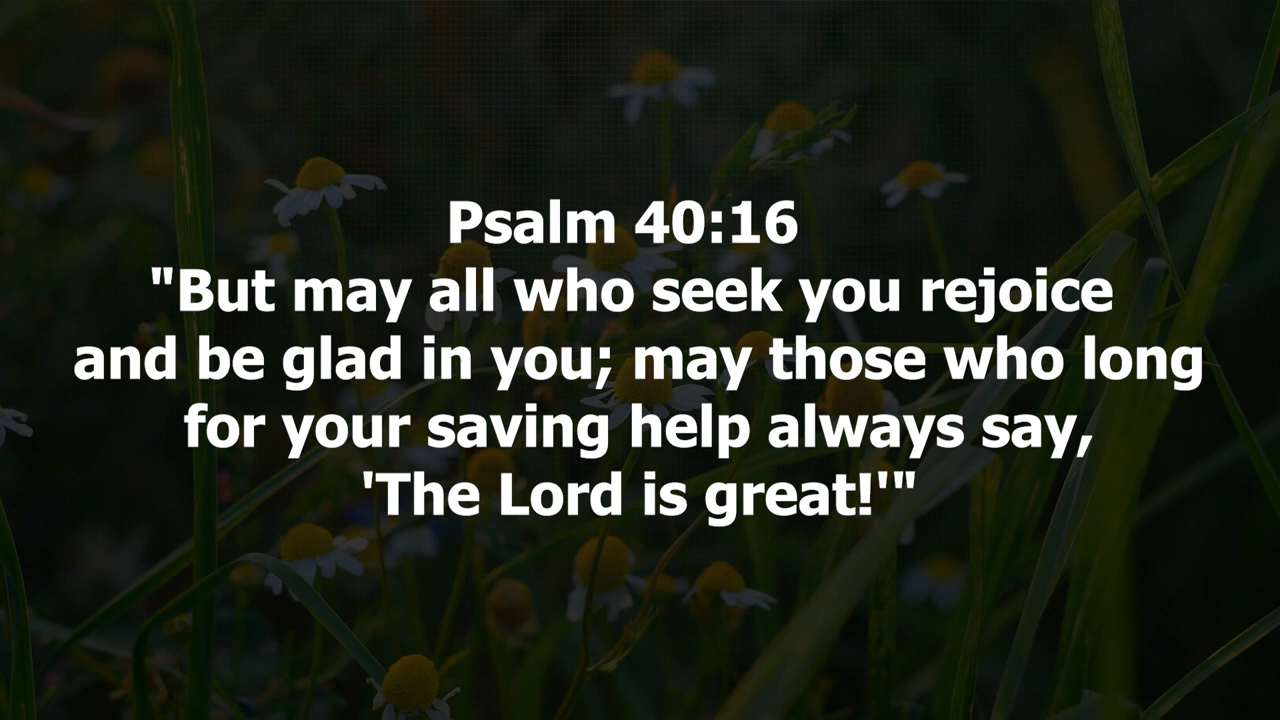 Psalm 40:16
"But may all who seek you rejoice
and be glad in you; may those who long
for your saving help always say,
'The Lord is great!'"